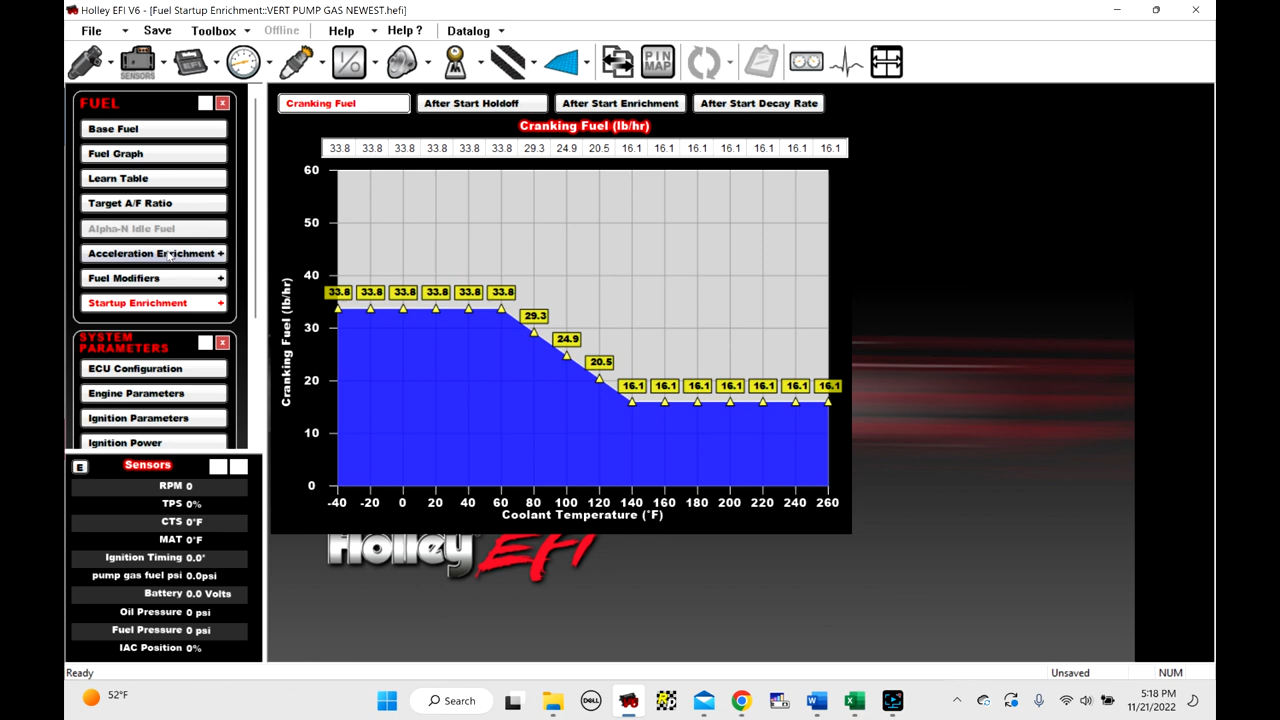 Holley EFI V6 - [Fuel Startup Enrichment::VERT PUMP GAS NEWEST.hefi]
File Save Toolbox Offline Help Help ? Datalog
SENSORS EFI PIN MAP
FUEL
Base Fuel
Fuel Graph
Learn Table
Target A/F Ratio
Alpha-N Idle Fuel
Acceleration Enrichment +
Fuel Modifiers +
Startup Enrichment +
SYSTEM
PARAMETERS
ECU Configuration
Engine Parameters
Ignition Parameters
Ignition Power
E Sensors
RPM 0
TPS 0%
CTS 0°F
MAT 0°F
Ignition Timing 0.0°
pump gas fuel psi 0.0psi
Battery 0.0 Volts
Oil Pressure 0 psi
Fuel Pressure 0 psi
IAC Position 0%
Cranking Fuel After Start Holdoff After Start Enrichment After Start Decay Rate
Cranking Fuel (lb/hr)
33.8 33.8 33.8 33.8 33.8 33.8 29.3 24.9 20.5 16.1 16.1 16.1 16.1 16.1 16.1 16.1
60
50
40
30
20
10
0
Cranking Fuel (lb/hr)
33.8 33.8 33.8 33.8 33.8 33.8 29.3 24.9 20.5 16.1 16.1 16.1 16.1 16.1 16.1 16.1
-40 -20 0 20 40 60 80 100 120 140 160 180 200 220 240 260
Coolant Temperature (°F)
Holley EFI
Ready Unsaved NUM
52°F Search DELL 5:18 PM
11/21/2022